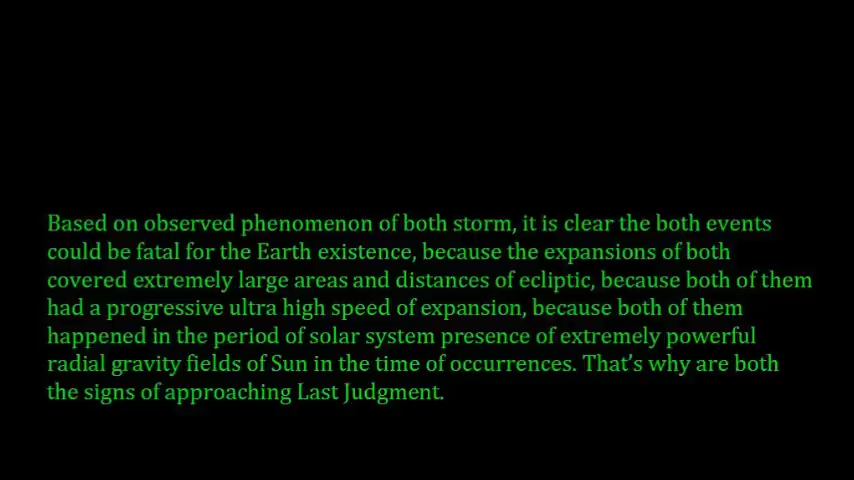 Based on observed phenomenon of both storm, it is clear the both events
could be fatal for the Earth existence, because the expansions of both
covered extremely large areas and distances of ecliptic, because both of them
had a progressive ultra high speed of expansion, because both of them
happened in the period of solar system presence of extremely powerful
radial gravity fields of Sun in the time of occurrences. That’s why are both
the signs of approaching Last Judgment.